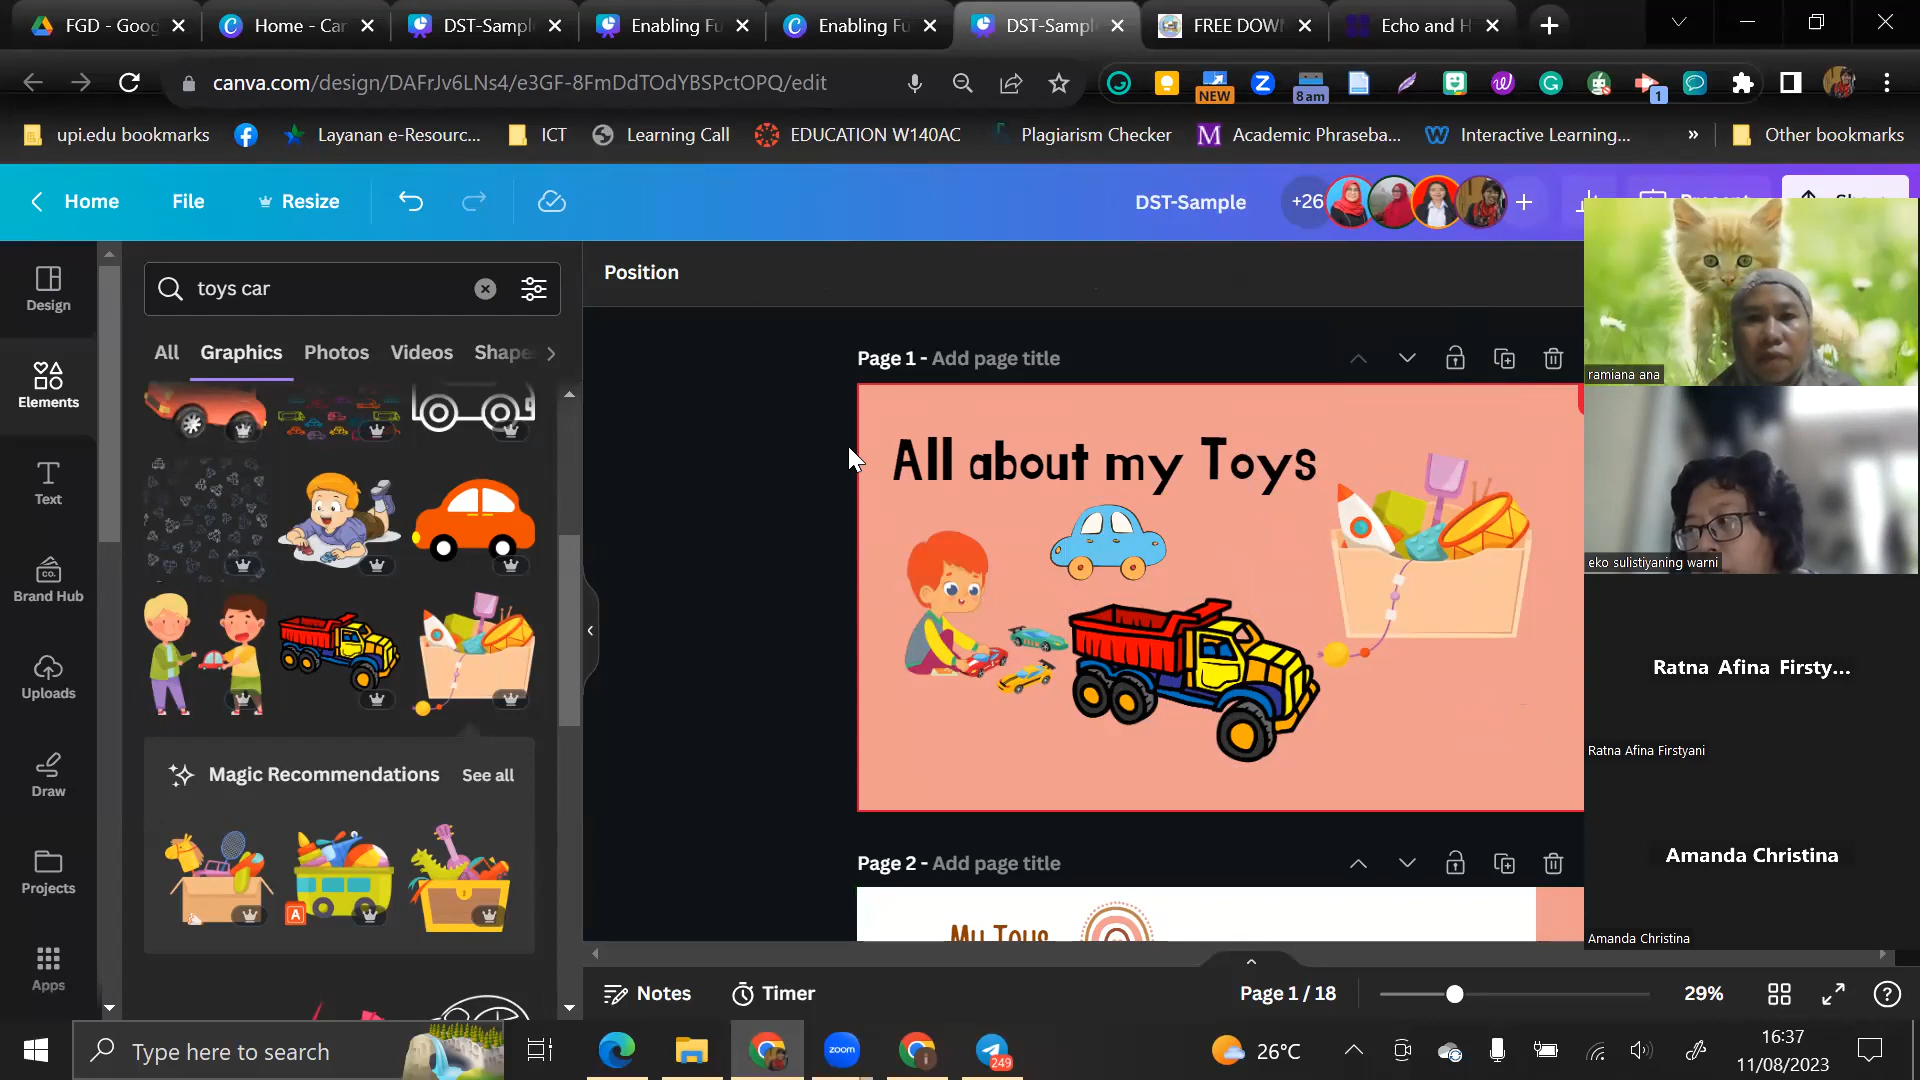 FGD - Goog
Home - Car
DST-Sampl
Enabling Fu
Enabling Fu
DST-Sampl
FREE DOW
Echo and H
canva.com/design/DAFrJv6LNs4/e3GF-8FmDdTOdYBSPctOPQ/edit
NEW
8 am
1
upi.edu bookmarks
Layanan e-Resourc...
ICT
Learning Call
EDUCATION W140AC
Plagiarism Checker
Academic Phraseba...
Interactive Learning...
»
Other bookmarks
Home
File
Resize
DST-Sample
+26
Present
toys car
Position
Design
Elements
Text
Brand Hub
Uploads
Draw
Projects
Apps
All
Graphics
Photos
Videos
Shape
Page 1 - Add page title
All about my Toys
Magic Recommendations
See all
A
Page 2 - Add page title
My Toys
ramiana ana
eko sulistiyaning warni
Ratna Afina Firsty...
Ratna Afina Firstyani
Amanda Christina
Amanda Christina
Notes
Timer
Page 1 / 18
29%
Type here to search
zoom
249
26°C
16:37
11/08/2023